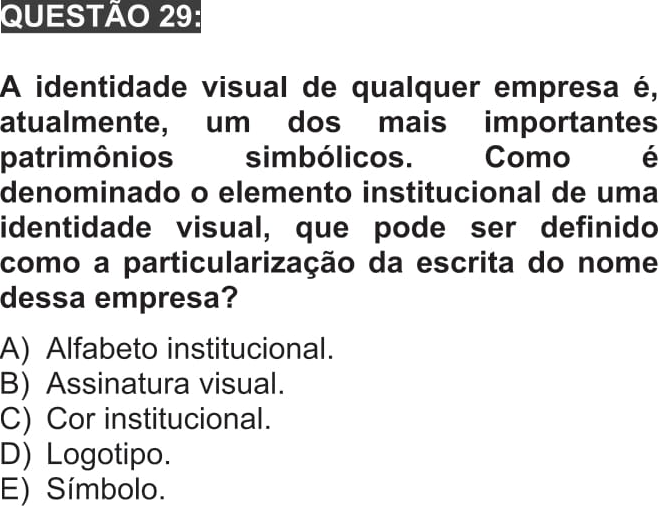 QUESTÃO 29:
A identidade visual de qualquer empresa é,
atualmente, um dos mais importantes
patrimônios simbólicos. Como é
denominado o elemento institucional de uma
identidade visual, que pode ser definido
como a particularização da escrita do nome
dessa empresa?
A) Alfabeto institucional.
B) Assinatura visual.
C) Cor institucional.
D) Logotipo.
E) Símbolo.